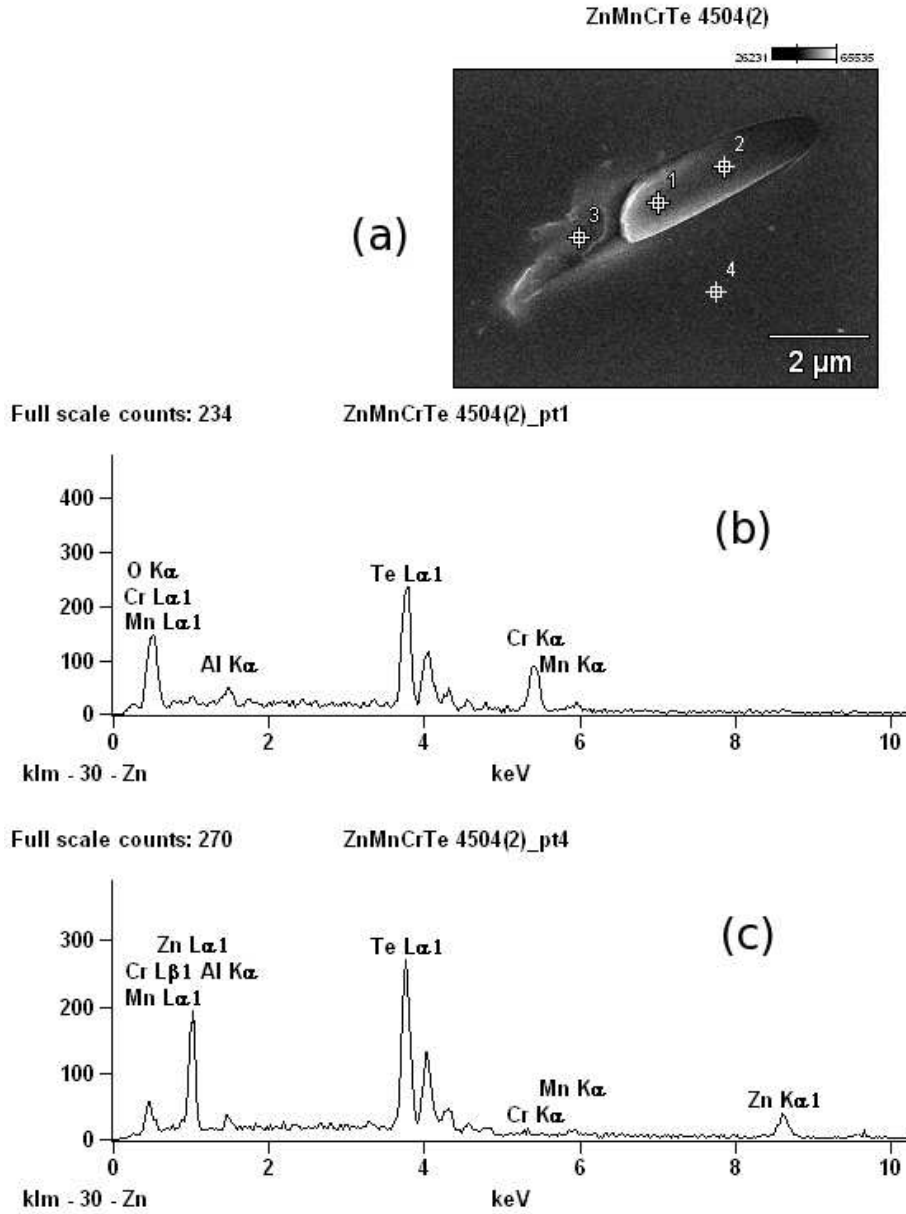 ZnMnCrTe 4504(2)
26231 65535
(a)
1
2
3
4
2 µm
Full scale counts: 234 ZnMnCrTe 4504(2)_pt1
(b)
400
300
200
100
0
O Kα
Cr Lα1
Mn Lα1
Al Kα
Te Lα1
Cr Kα
Mn Kα
0 2 4 6 8 10
klm - 30 - Zn keV
Full scale counts: 270 ZnMnCrTe 4504(2)_pt4
(c)
300
200
100
0
Zn Lα1
Cr Lβ1 Al Kα
Mn Lα1
Te Lα1
Mn Kα
Cr Kα
Zn Kα1
0 2 4 6 8 10
klm - 30 - Zn keV